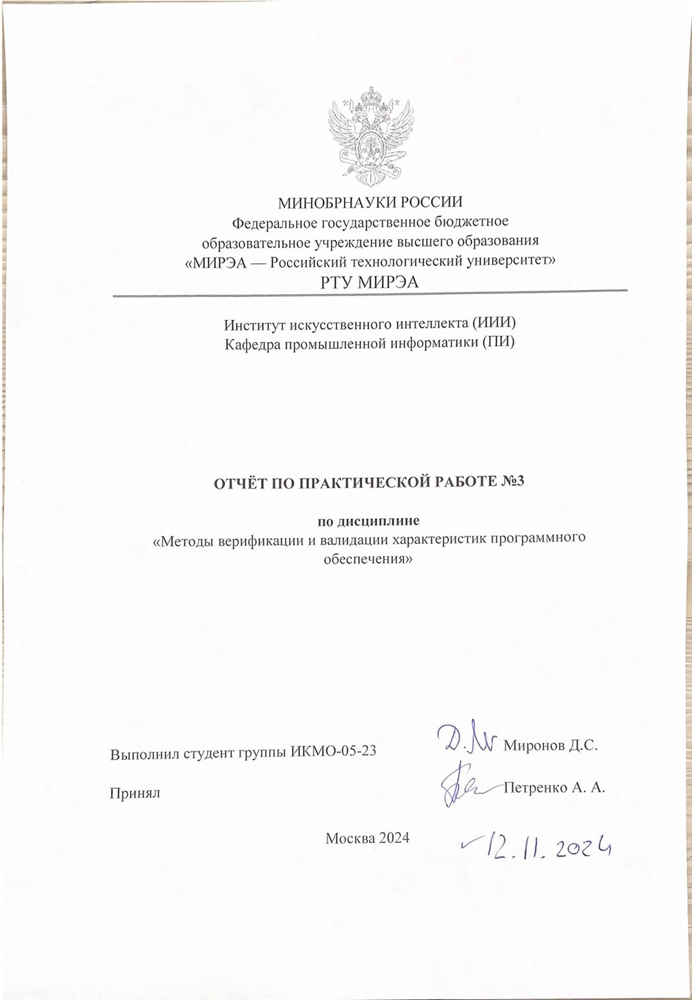 МИНОБРНАУКИ РОССИИ
Федеральное государственное бюджетное
образовательное учреждение высшего образования
«МИРЭА — Российский технологический университет»
РТУ МИРЭА
Институт искусственного интеллекта (ИИИ)
Кафедра промышленной информатики (ПИ)
ОТЧЁТ ПО ПРАКТИЧЕСКОЙ РАБОТЕ №3
по дисциплине
«Методы верификации и валидации характеристик программного
обеспечения»
Выполнил студент группы ИКМО-05-23 Миронов Д.С.
Принял Петренко А. А.
Москва 2024
12.11.2024